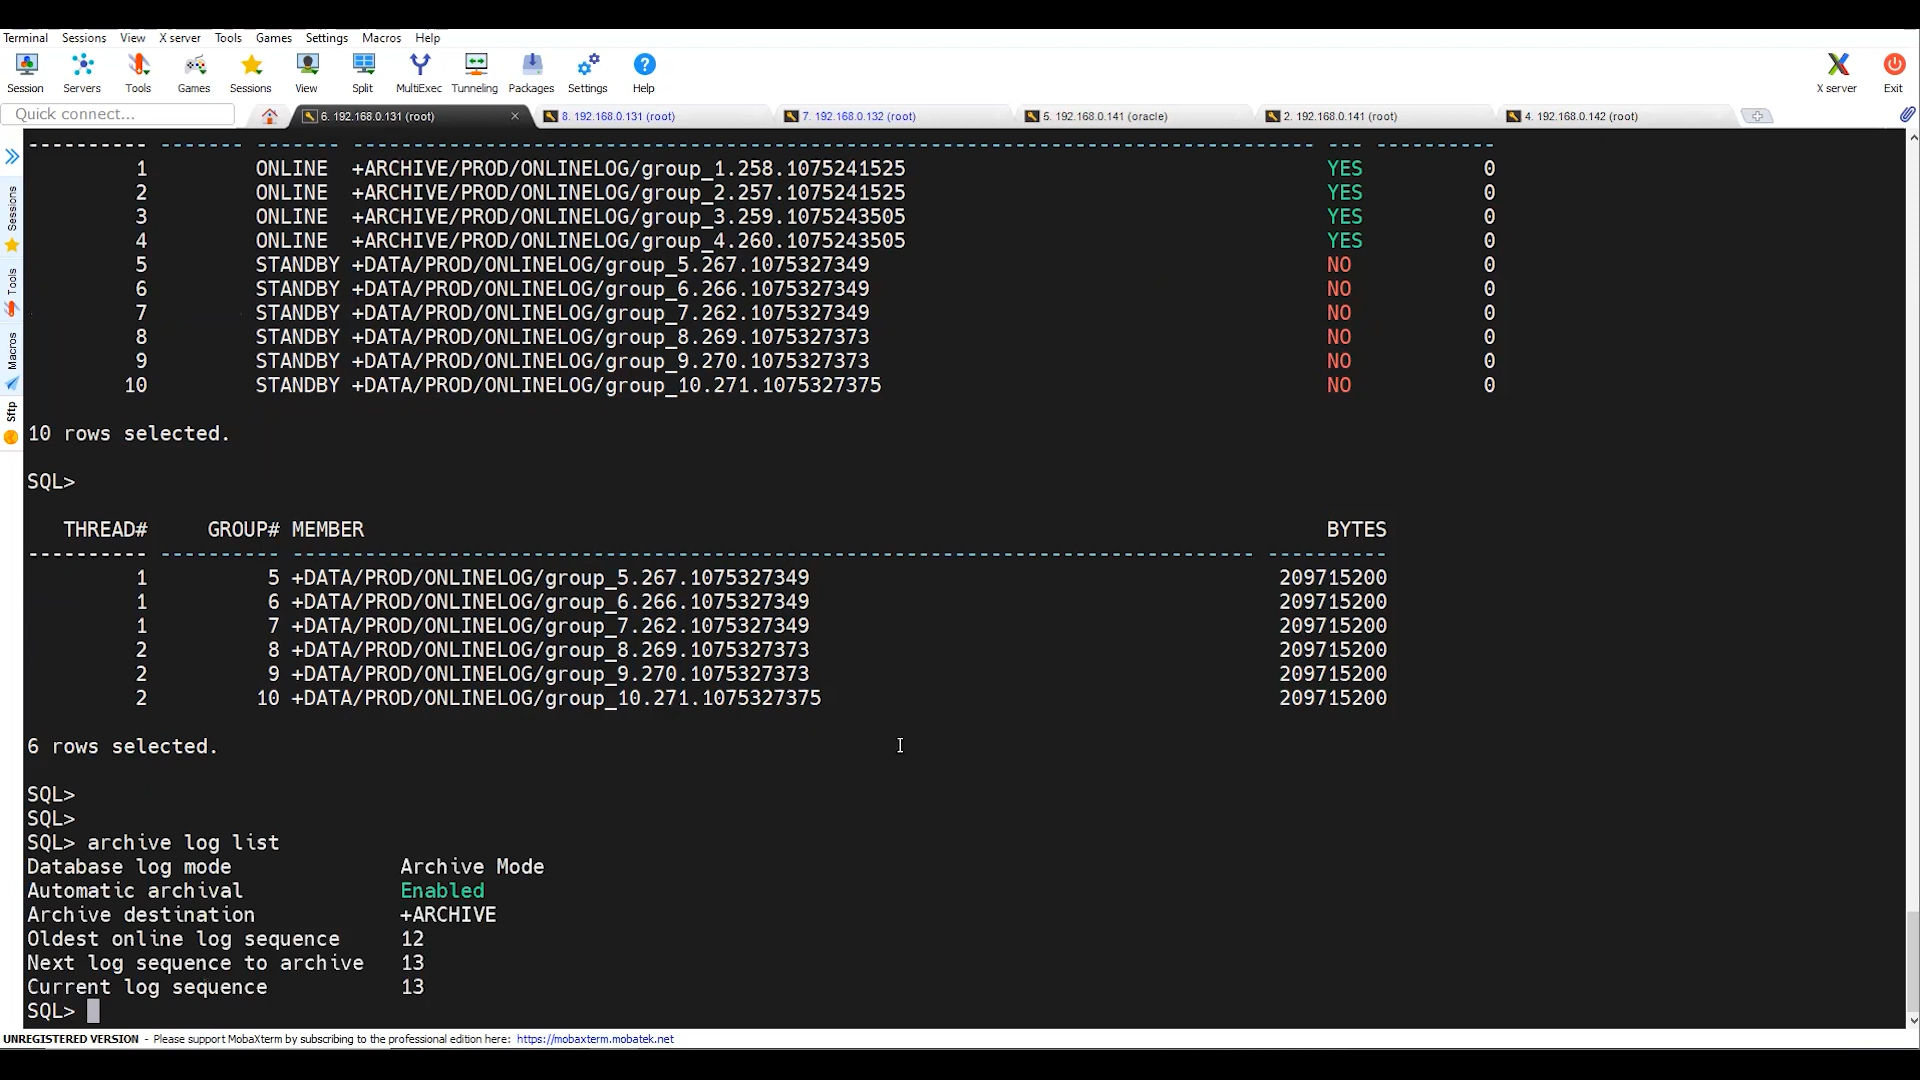 Terminal Sessions View X server Tools Games Settings Macros Help
Session Servers Tools Games Sessions View Split MultiExec Tunneling Packages Settings Help X server Exit
Quick connect... 6. 192.168.0.131 (root) 8. 192.168.0.131 (root) 7. 192.168.0.132 (root) 5. 192.168.0.141 (oracle) 2. 192.168.0.141 (root) 4. 192.168.0.142 (root)
Sessions
Tools
Macros
Sftp
---------- ------- ------- -------------------------------------------------------------------------------- --- ----------
1 ONLINE +ARCHIVE/PROD/ONLINELOG/group_1.258.1075241525 YES 0
2 ONLINE +ARCHIVE/PROD/ONLINELOG/group_2.257.1075241525 YES 0
3 ONLINE +ARCHIVE/PROD/ONLINELOG/group_3.259.1075243505 YES 0
4 ONLINE +ARCHIVE/PROD/ONLINELOG/group_4.260.1075243505 YES 0
5 STANDBY +DATA/PROD/ONLINELOG/group_5.267.1075327349 NO 0
6 STANDBY +DATA/PROD/ONLINELOG/group_6.266.1075327349 NO 0
7 STANDBY +DATA/PROD/ONLINELOG/group_7.262.1075327349 NO 0
8 STANDBY +DATA/PROD/ONLINELOG/group_8.269.1075327373 NO 0
9 STANDBY +DATA/PROD/ONLINELOG/group_9.270.1075327373 NO 0
10 STANDBY +DATA/PROD/ONLINELOG/group_10.271.1075327375 NO 0
10 rows selected.
SQL>
THREAD# GROUP# MEMBER BYTES
---------- ---------- -------------------------------------------------------------------------------- ----------
1 5 +DATA/PROD/ONLINELOG/group_5.267.1075327349 209715200
1 6 +DATA/PROD/ONLINELOG/group_6.266.1075327349 209715200
1 7 +DATA/PROD/ONLINELOG/group_7.262.1075327349 209715200
2 8 +DATA/PROD/ONLINELOG/group_8.269.1075327373 209715200
2 9 +DATA/PROD/ONLINELOG/group_9.270.1075327373 209715200
2 10 +DATA/PROD/ONLINELOG/group_10.271.1075327375 209715200
6 rows selected.
SQL>
SQL>
SQL> archive log list
Database log mode Archive Mode
Automatic archival Enabled
Archive destination +ARCHIVE
Oldest online log sequence 12
Next log sequence to archive 13
Current log sequence 13
SQL>
UNREGISTERED VERSION - Please support MobaXterm by subscribing to the professional edition here: https://mobaxterm.mobatek.net